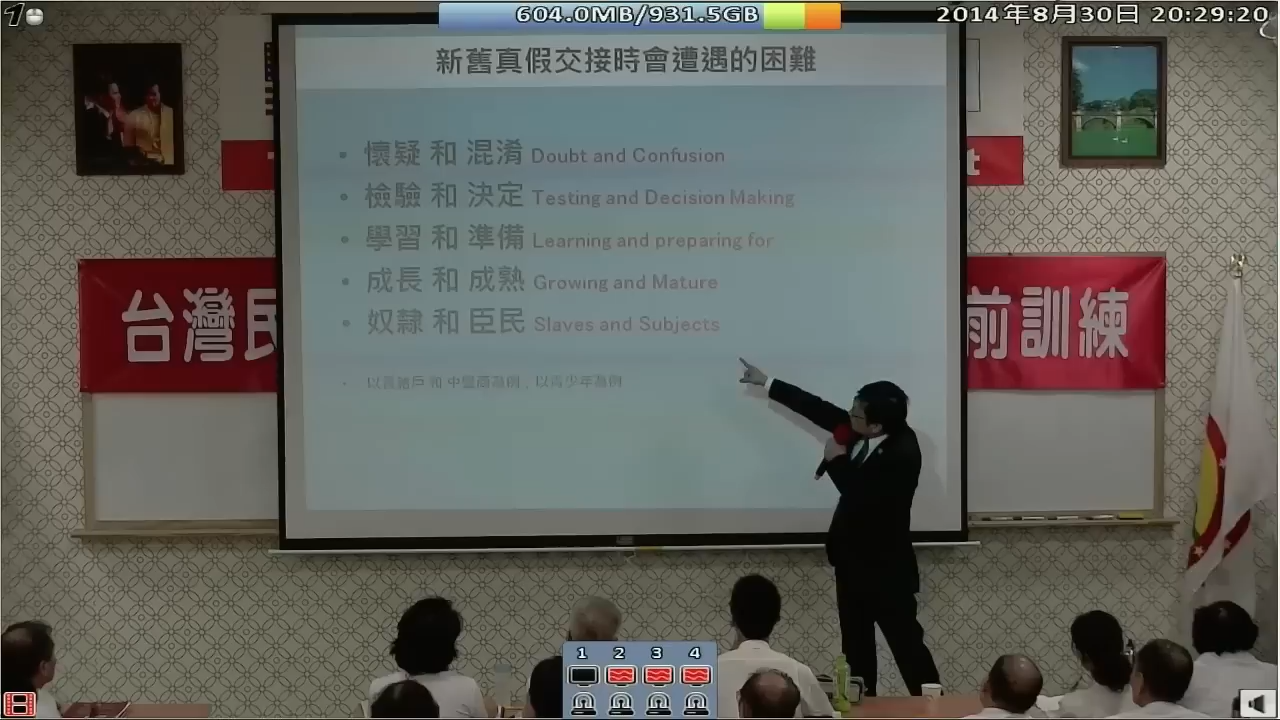 1
604.0MB/931.5GB
2014年8月30日 20:29:20
新舊真假交接時會遭遇的困難
• 懷疑 和 混淆 Doubt and Confusion
• 檢驗 和 決定 Testing and Decision Making
• 學習 和 準備 Learning and preparing for
• 成長 和 成熟 Growing and Mature
• 奴隸 和 臣民 Slaves and Subjects
t
台灣民
前訓練
1 2 3 4